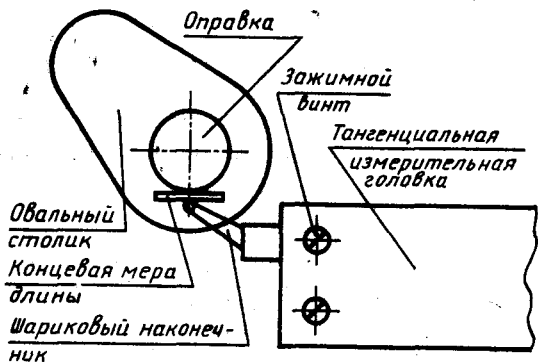 Оправка
Зажимной
винт
Тангенциальная
измерительная
головка
Овальный
столик
Концевая мера
длины
Шариковый наконеч-
ник